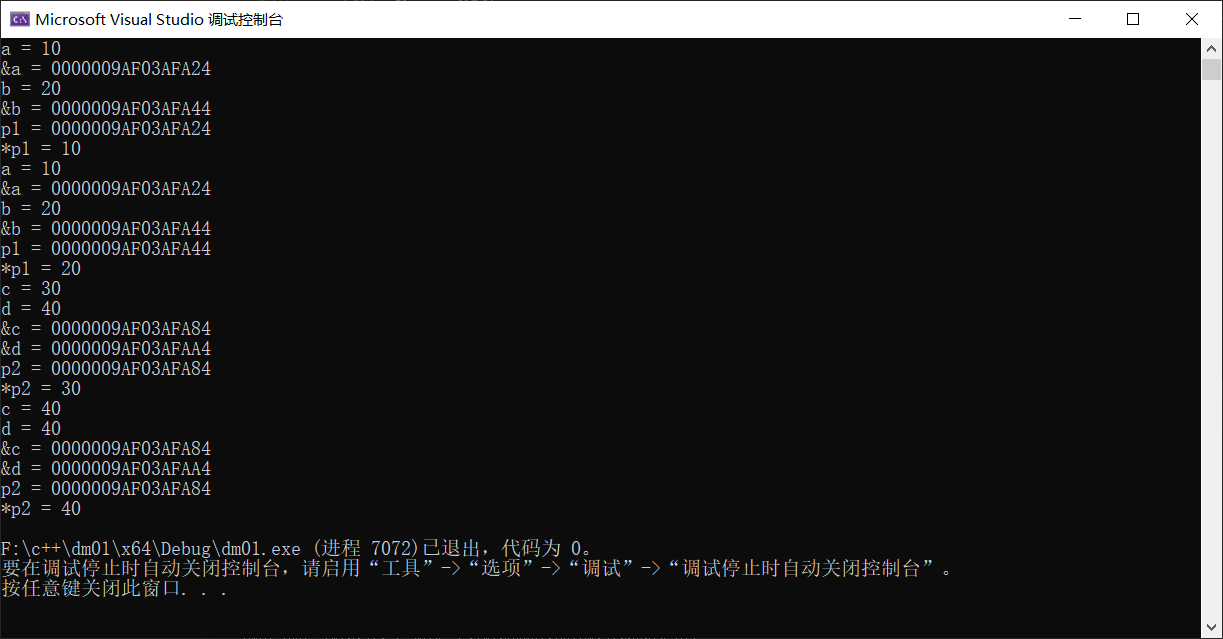 Microsoft Visual Studio 调试控制台
a = 10
&a = 0000009AF03AFA24
b = 20
&b = 0000009AF03AFA44
p1 = 0000009AF03AFA24
*p1 = 10
a = 10
&a = 0000009AF03AFA24
b = 20
&b = 0000009AF03AFA44
p1 = 0000009AF03AFA44
*p1 = 20
c = 30
d = 40
&c = 0000009AF03AFA84
&d = 0000009AF03AFAA4
p2 = 0000009AF03AFA84
*p2 = 30
c = 40
d = 40
&c = 0000009AF03AFA84
&d = 0000009AF03AFAA4
p2 = 0000009AF03AFA84
*p2 = 40
F:\c++\dm01\x64\Debug\dm01.exe (进程 7072)已退出，代码为 0。
要在调试停止时自动关闭控制台，请启用“工具”->“选项”->“调试”->“调试停止时自动关闭控制台”。
按任意键关闭此窗口. . .